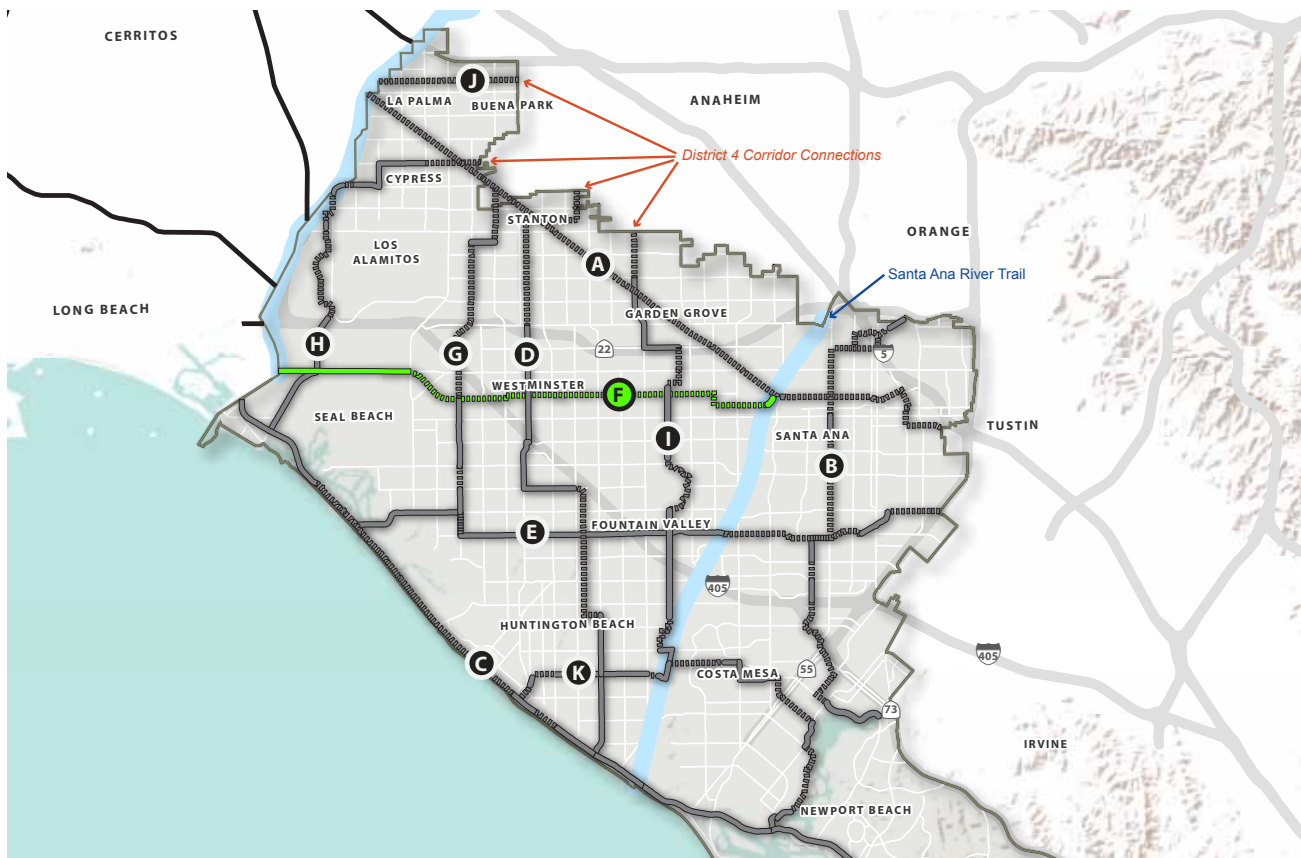 CERRITOS
J
LA PALMA
BUENA PARK
ANAHEIM
District 4 Corridor Connections
CYPRESS
STANTON
ORANGE
LOS
ALAMITOS
A
Santa Ana River Trail
LONG BEACH
GARDEN GROVE
H
G
D
22
5
WESTMINSTER
F
SEAL BEACH
TUSTIN
SANTA ANA
I
B
FOUNTAIN VALLEY
E
405
HUNTINGTON BEACH
405
C
K
COSTA MESA
55
73
IRVINE
NEWPORT BEACH